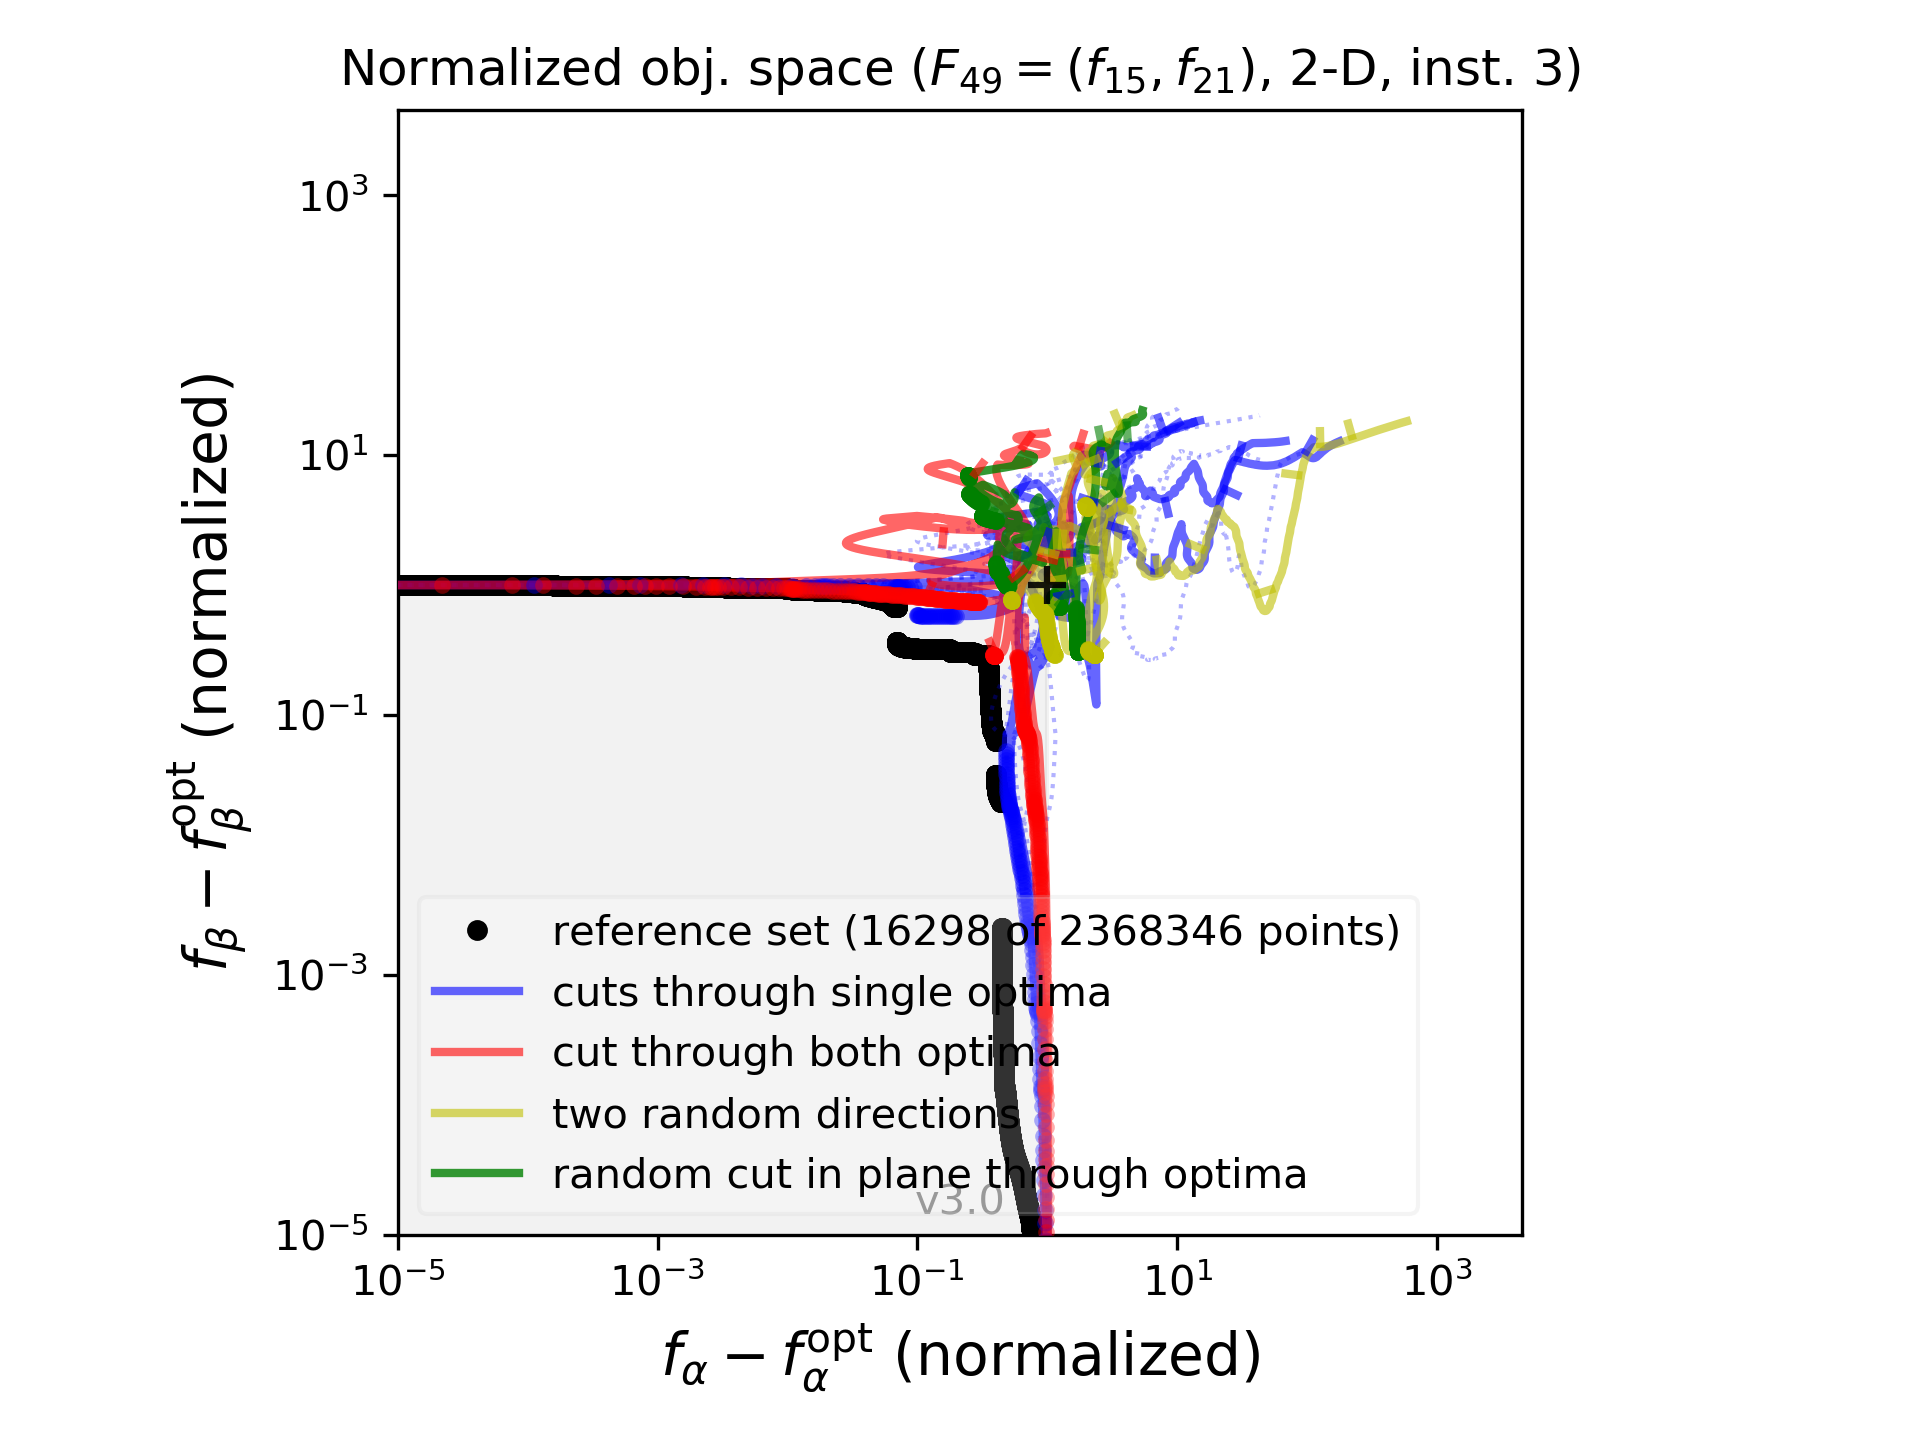 Normalized obj. space (F₄₉ = (f₁₅, f₂₁), 2-D, inst. 3)
10³
10¹
10⁻¹
10⁻³
10⁻⁵
f_β − f_β^opt (normalized)
reference set (16298 of 2368346 points)
cuts through single optima
cut through both optima
two random directions
random cut in plane through optima
v3.0
10⁻⁵ 10⁻³ 10⁻¹ 10¹ 10³
f_α − f_α^opt (normalized)